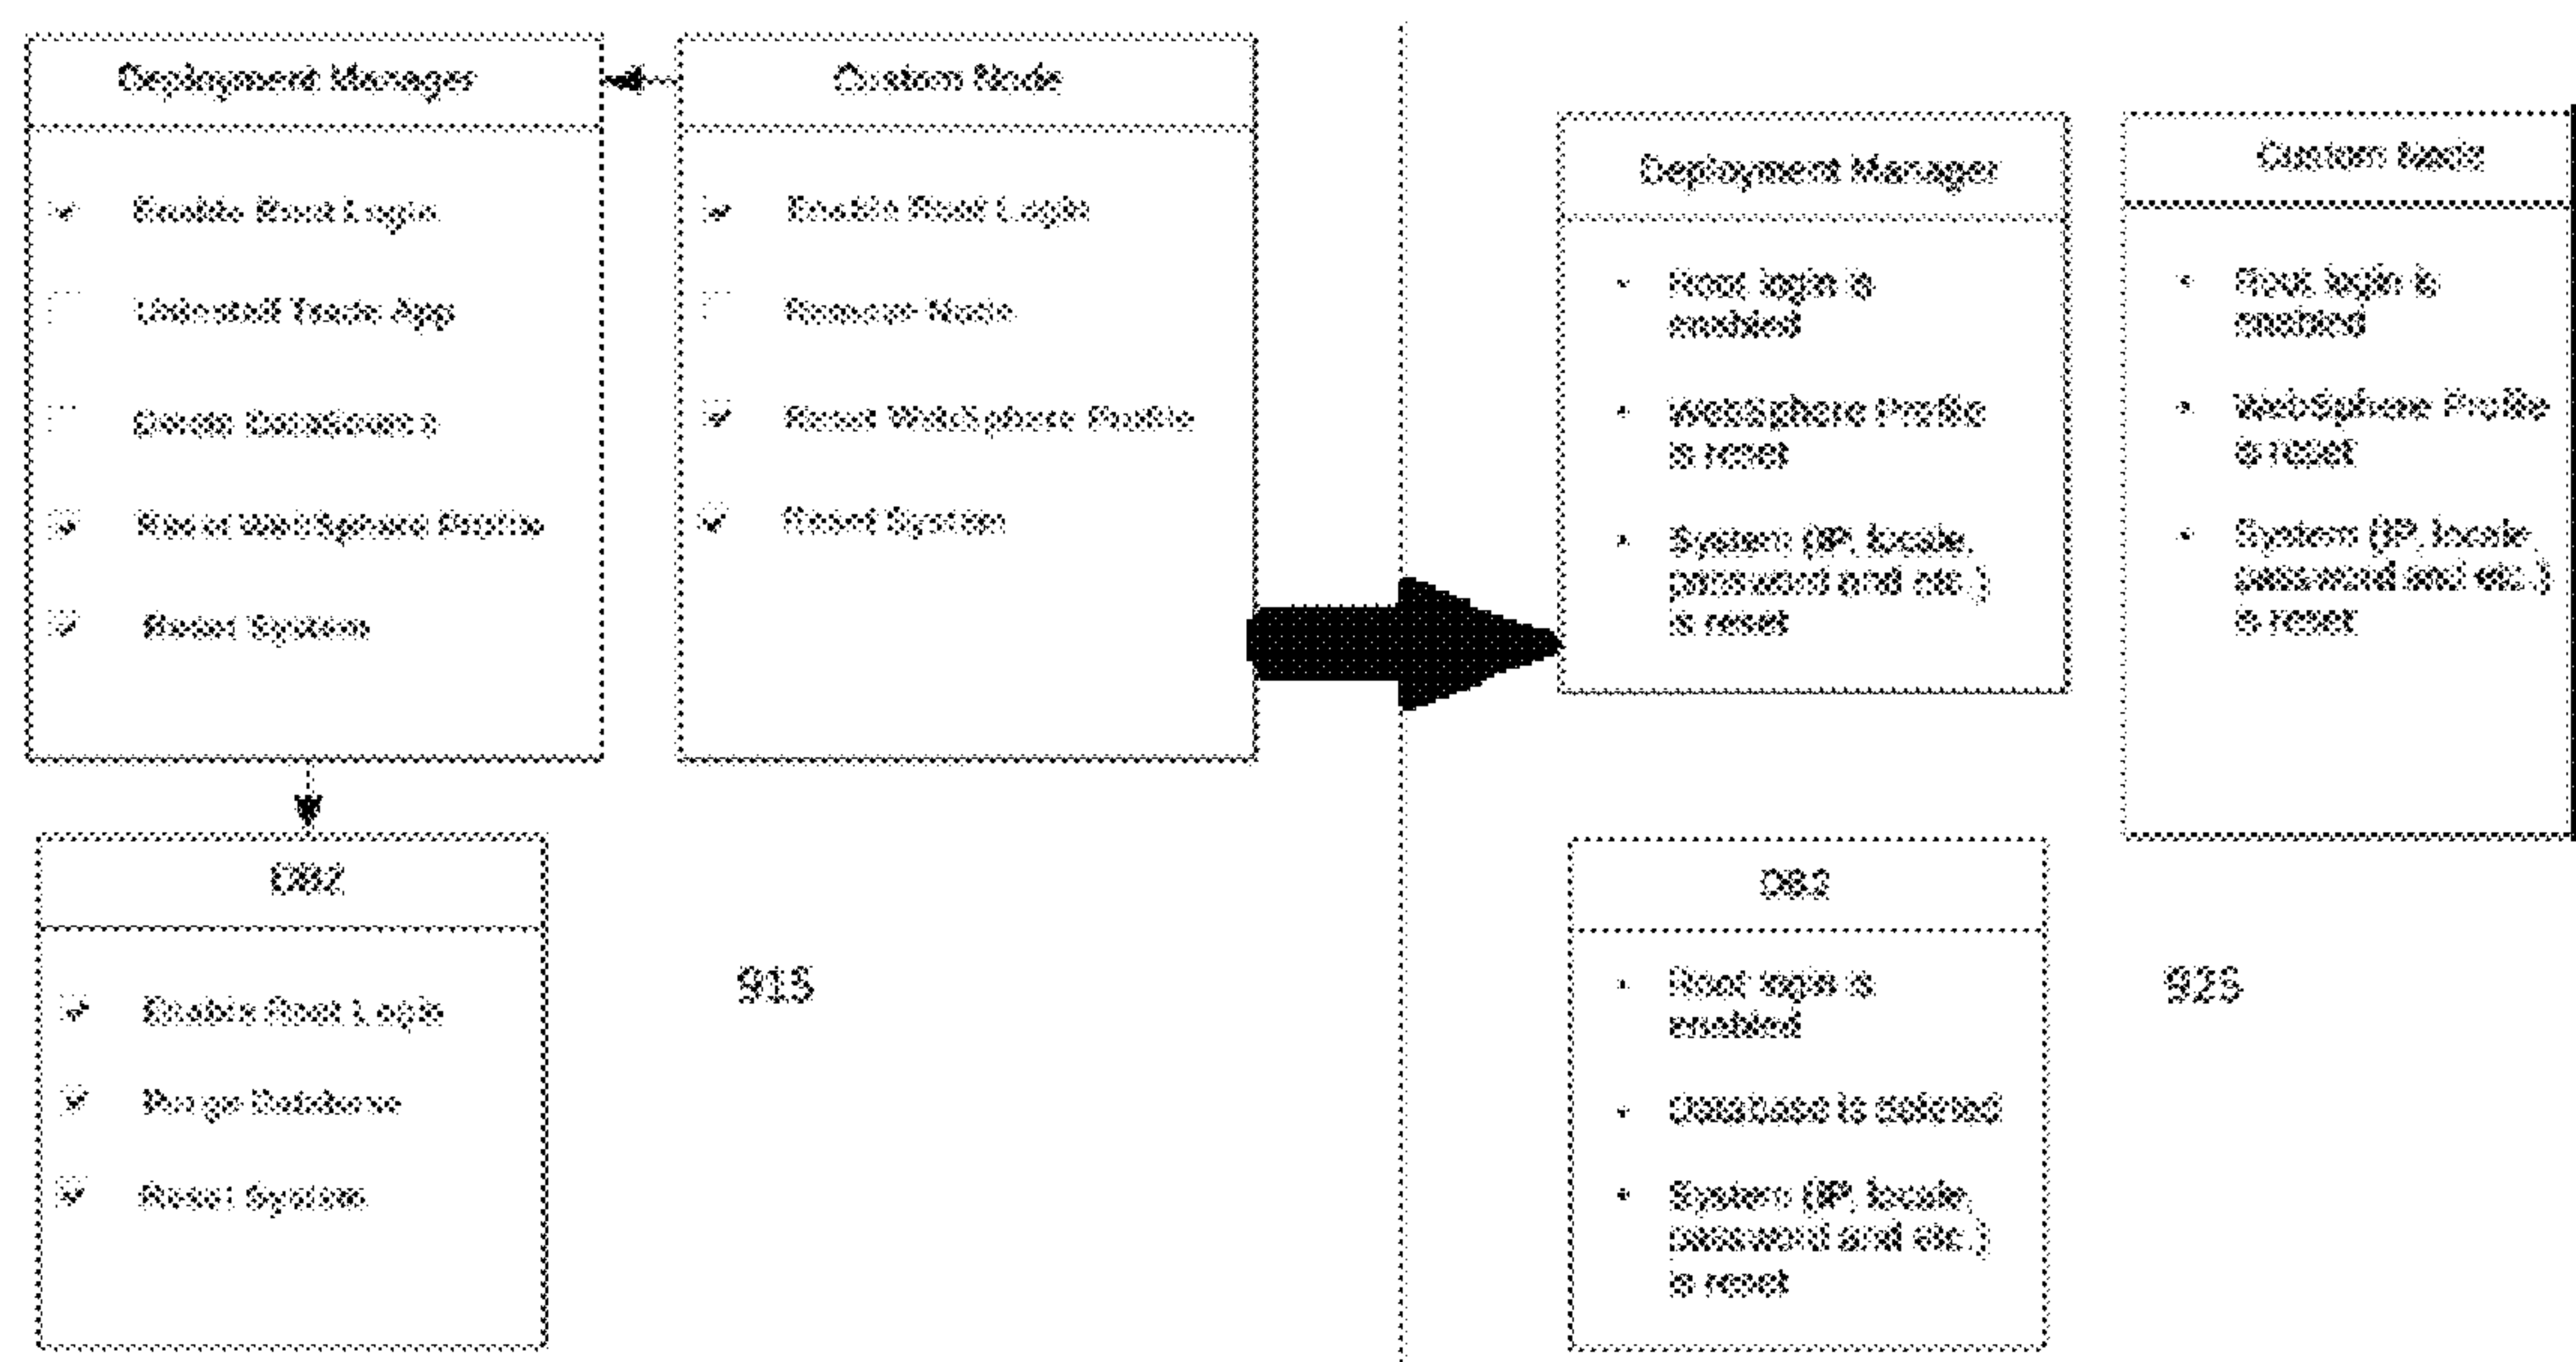 Deployment Manager
Enable Root Login
Uninstall Trade App
DataSource
Reset WebSphere Profile
Reset System
Custom Node
Enable Root Login
Remove Node
Reset WebSphere Profile
Reset System
DB2
Enable Root Login
Purge Database
Reset System
915
Deployment Manager
Root login is
enabled
WebSphere Profile
is reset
System (IP, locale,
password and etc.)
is reset
Custom Node
Root login is
enabled
WebSphere Profile
is reset
System (IP, locale,
password and etc.)
is reset
DB2
Root login is
enabled
Database is
System (IP, locale,
password and etc.)
is reset
925